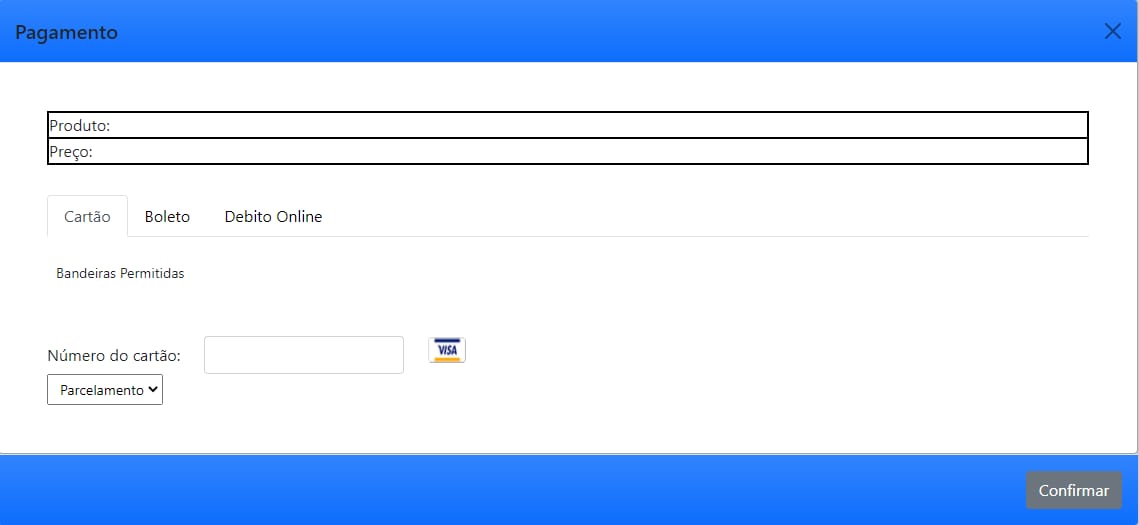 Pagamento
Produto:
Preço:
Cartão Boleto Debito Online
Bandeiras Permitidas
Número do cartão: VISA
Parcelamento
Confirmar